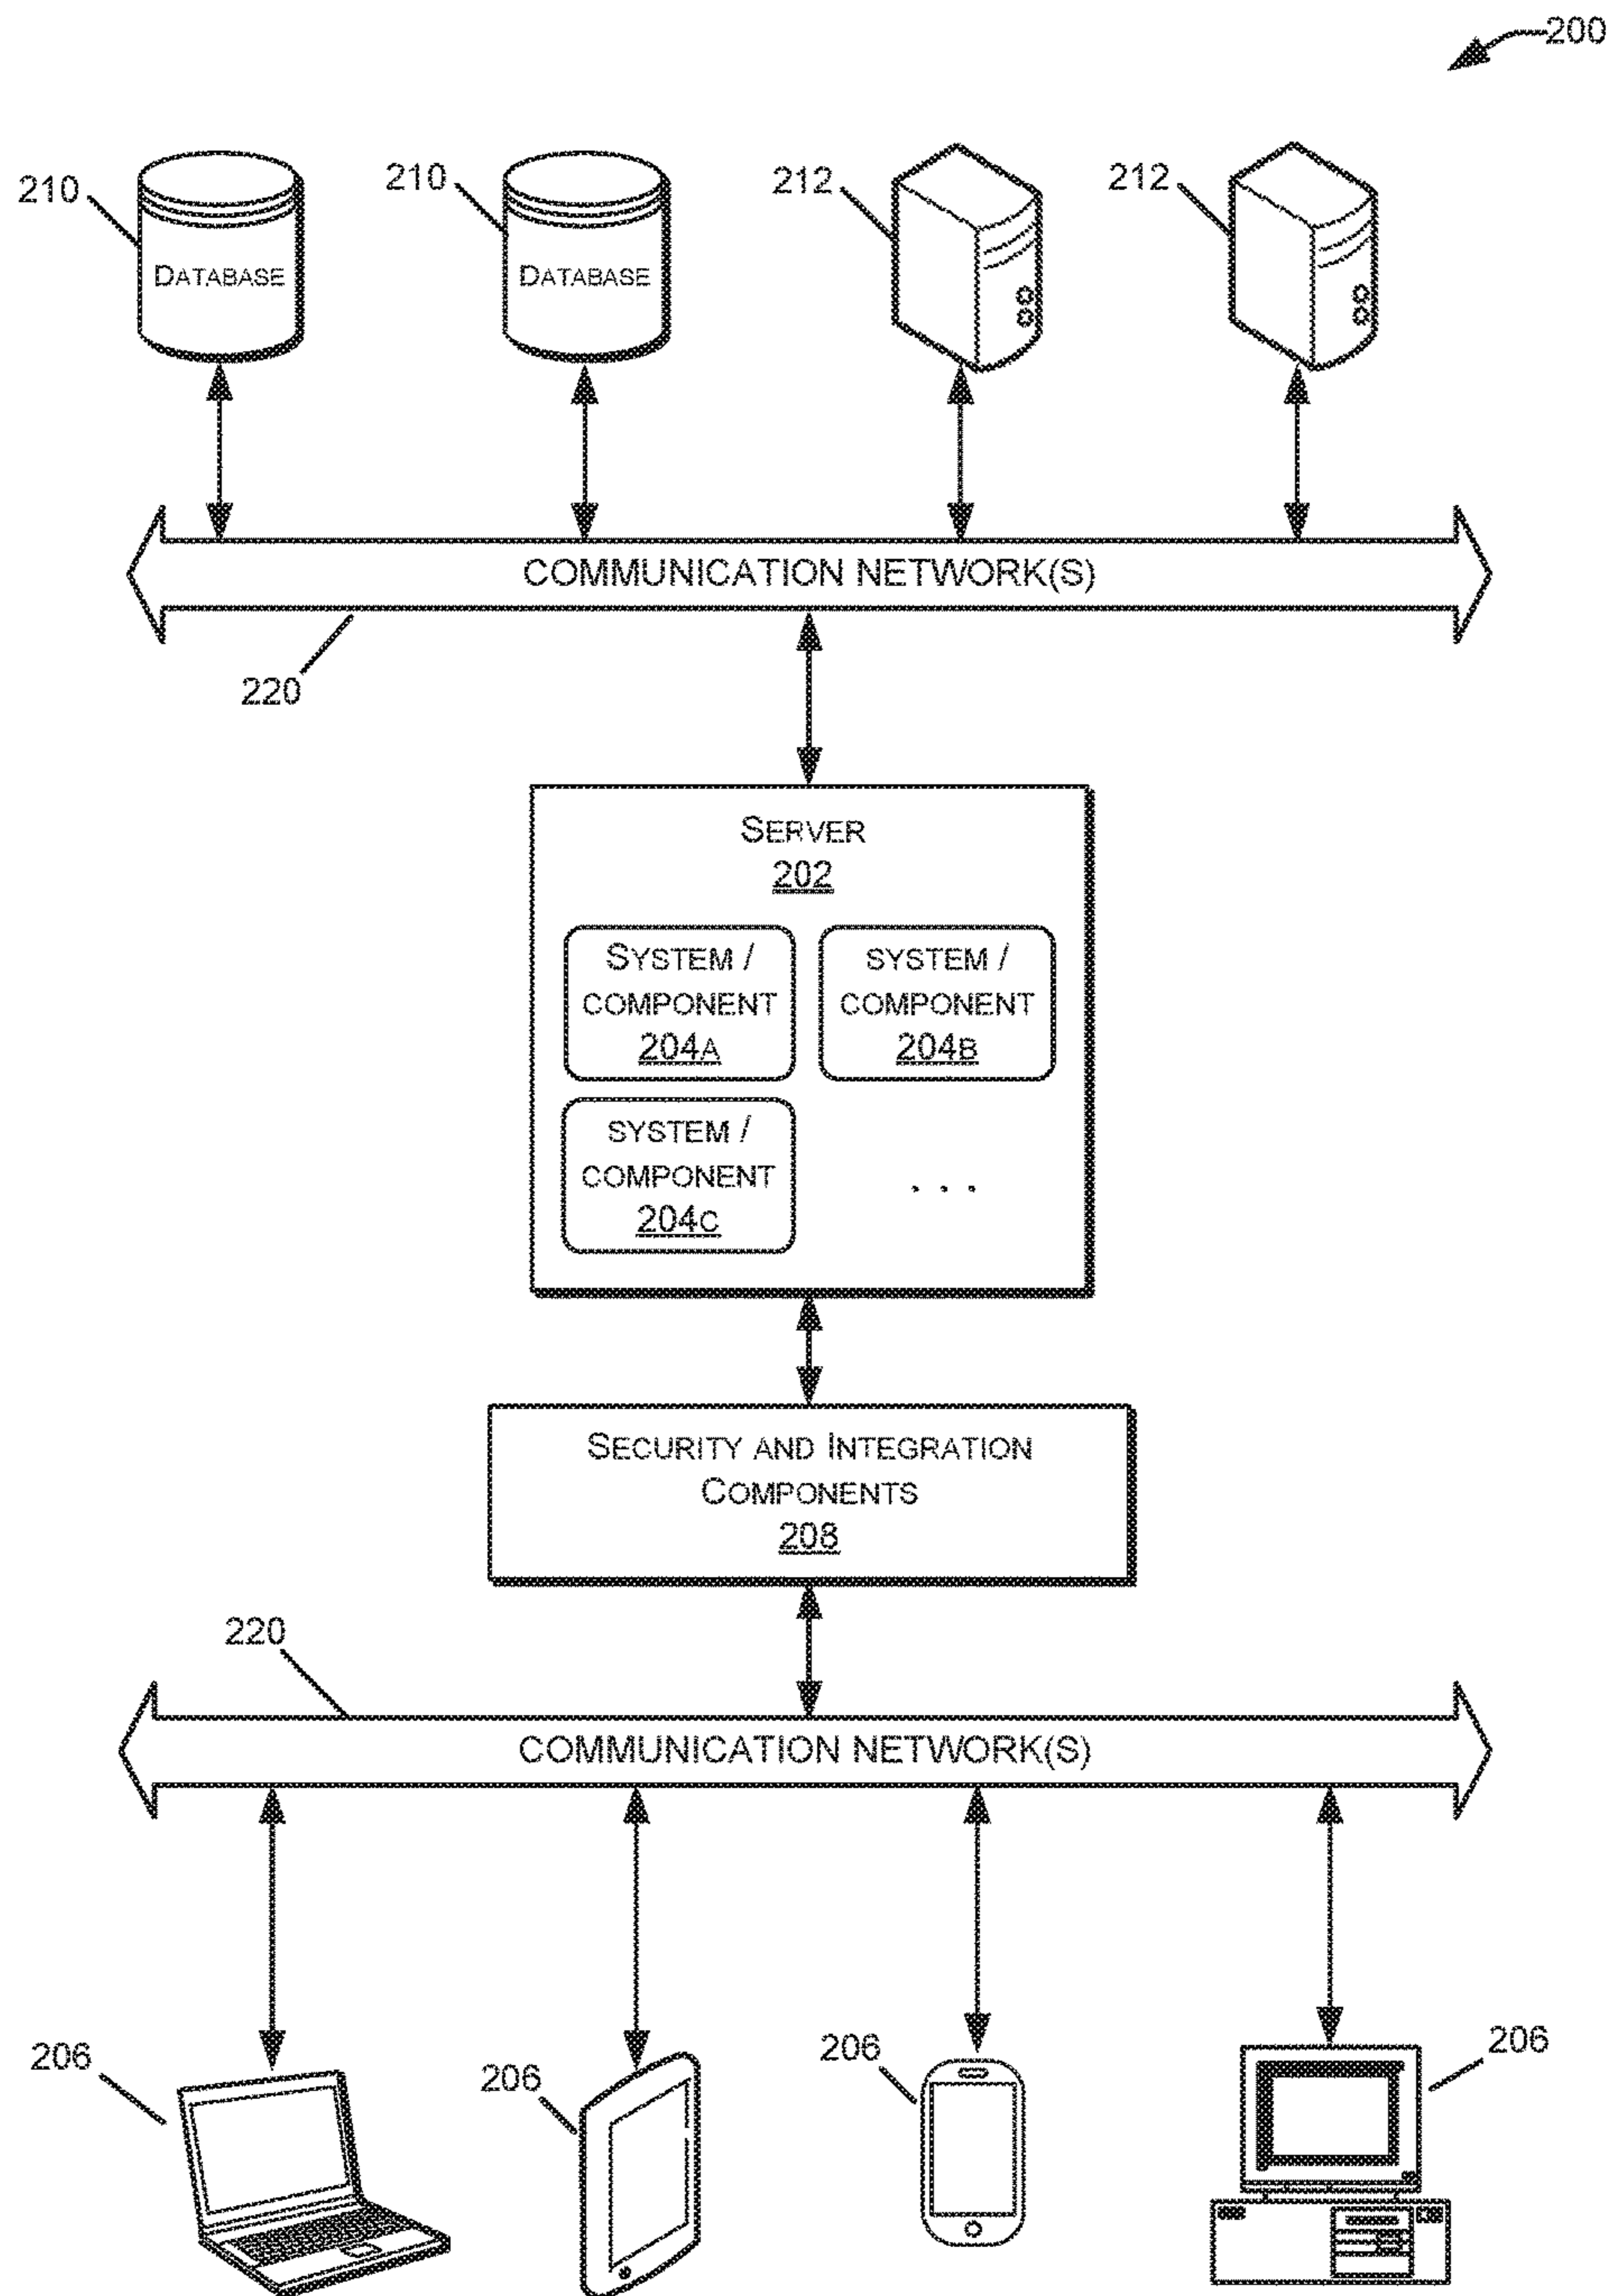 200
210
210
212
212
DATABASE
DATABASE
COMMUNICATION NETWORK(S)
220
SERVER
202
SYSTEM /
COMPONENT
204A
SYSTEM /
COMPONENT
204B
SYSTEM /
COMPONENT
204C
. . .
SECURITY AND INTEGRATION
COMPONENTS
208
220
COMMUNICATION NETWORK(S)
206
206
206
206